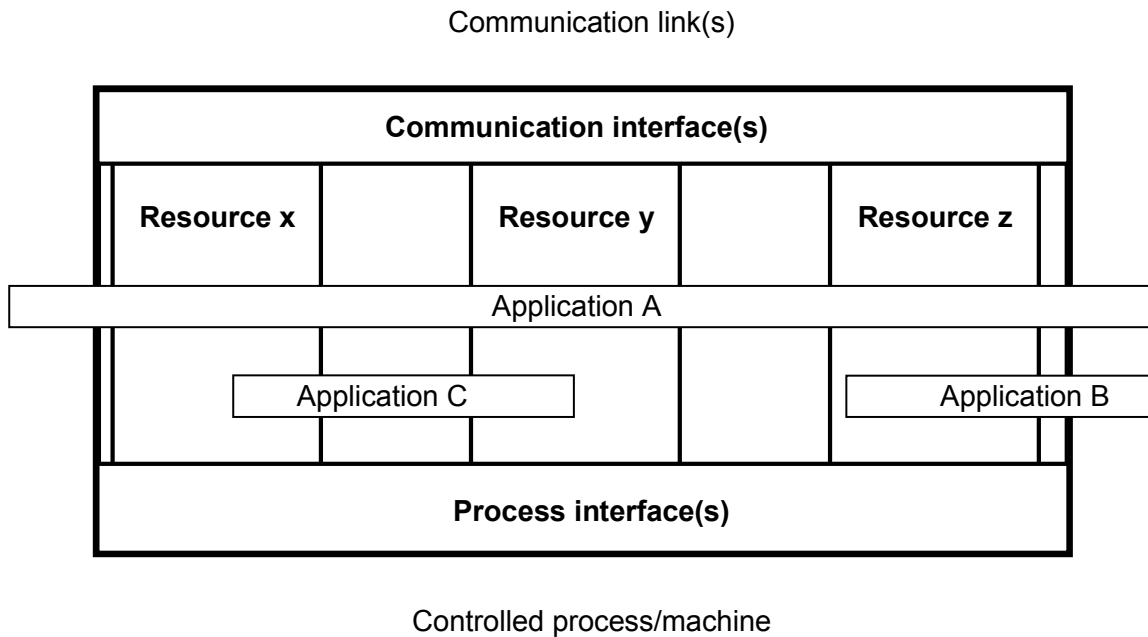 Communication link(s)
Communication interface(s)
Resource x
Resource y
Resource z
Application A
Application C
Application B
Process interface(s)
Controlled process/machine